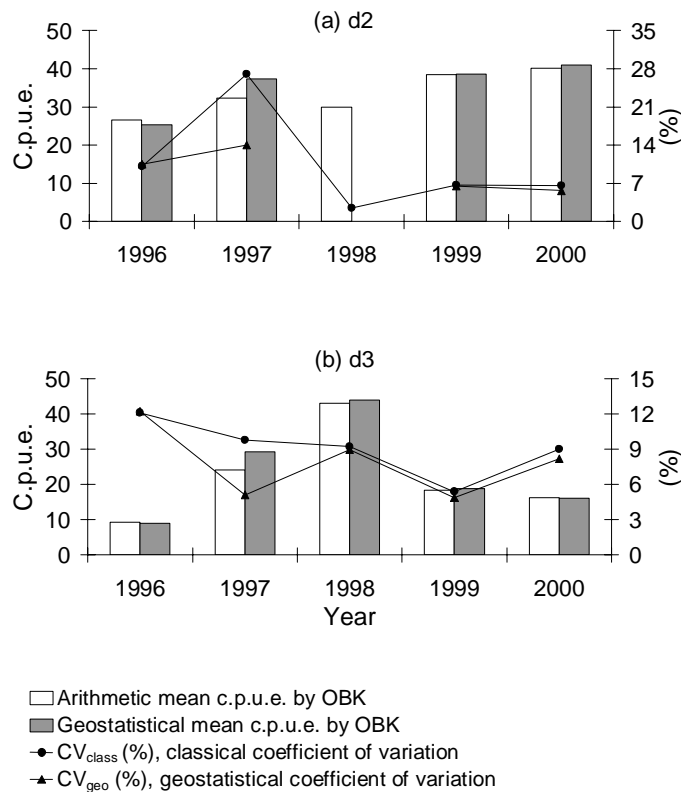 (a) d2
50 35
40 28
30 21
20 14
10 7
0 0
C.p.u.e.
(%)
1996 1997 1998 1999 2000
(b) d3
50 15
40 12
30 9
20 6
10 3
0 0
C.p.u.e.
(%)
1996 1997 1998 1999 2000
Year
Arithmetic mean c.p.u.e. by OBK
Geostatistical mean c.p.u.e. by OBK
CVclass (%), classical coefficient of variation
CVgeo (%), geostatistical coefficient of variation